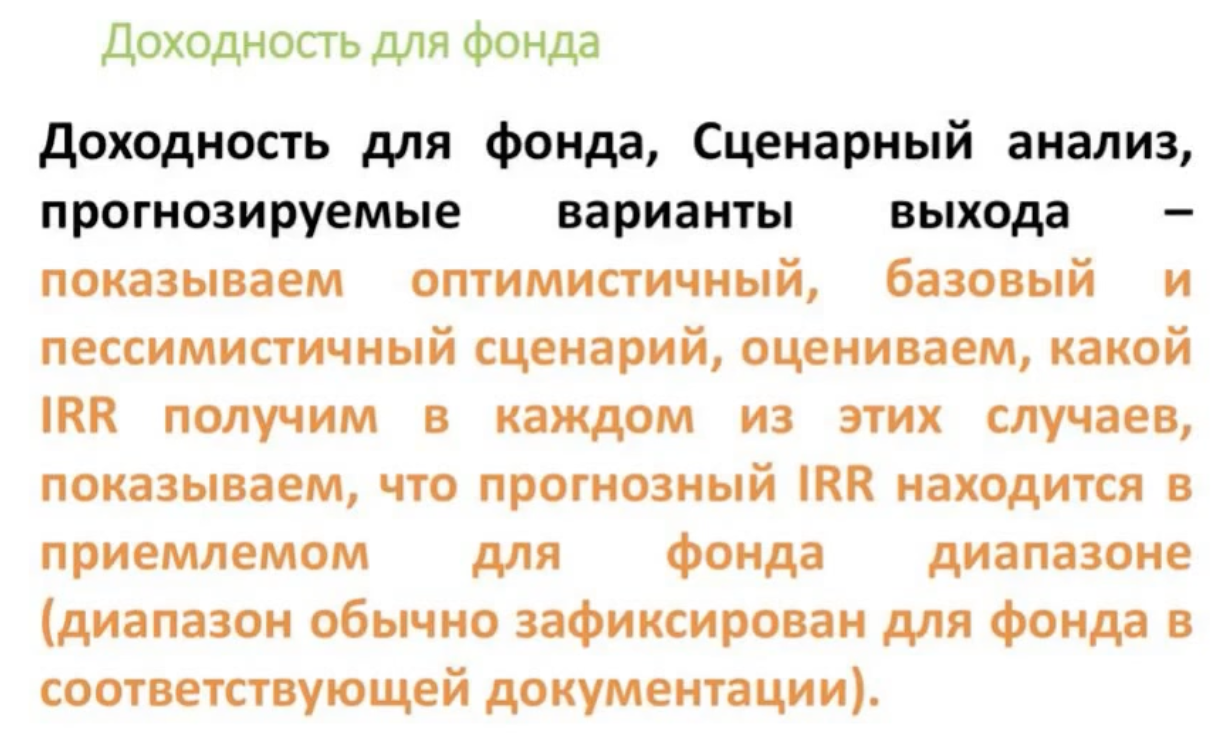 Доходность для фонда
Доходность для фонда, Сценарный анализ,
прогнозируемые варианты выхода –
показываем оптимистичный, базовый и
пессимистичный сценарий, оцениваем, какой
IRR получим в каждом из этих случаев,
показываем, что прогнозный IRR находится в
приемлемом для фонда диапазоне
(диапазон обычно зафиксирован для фонда в
соответствующей документации).